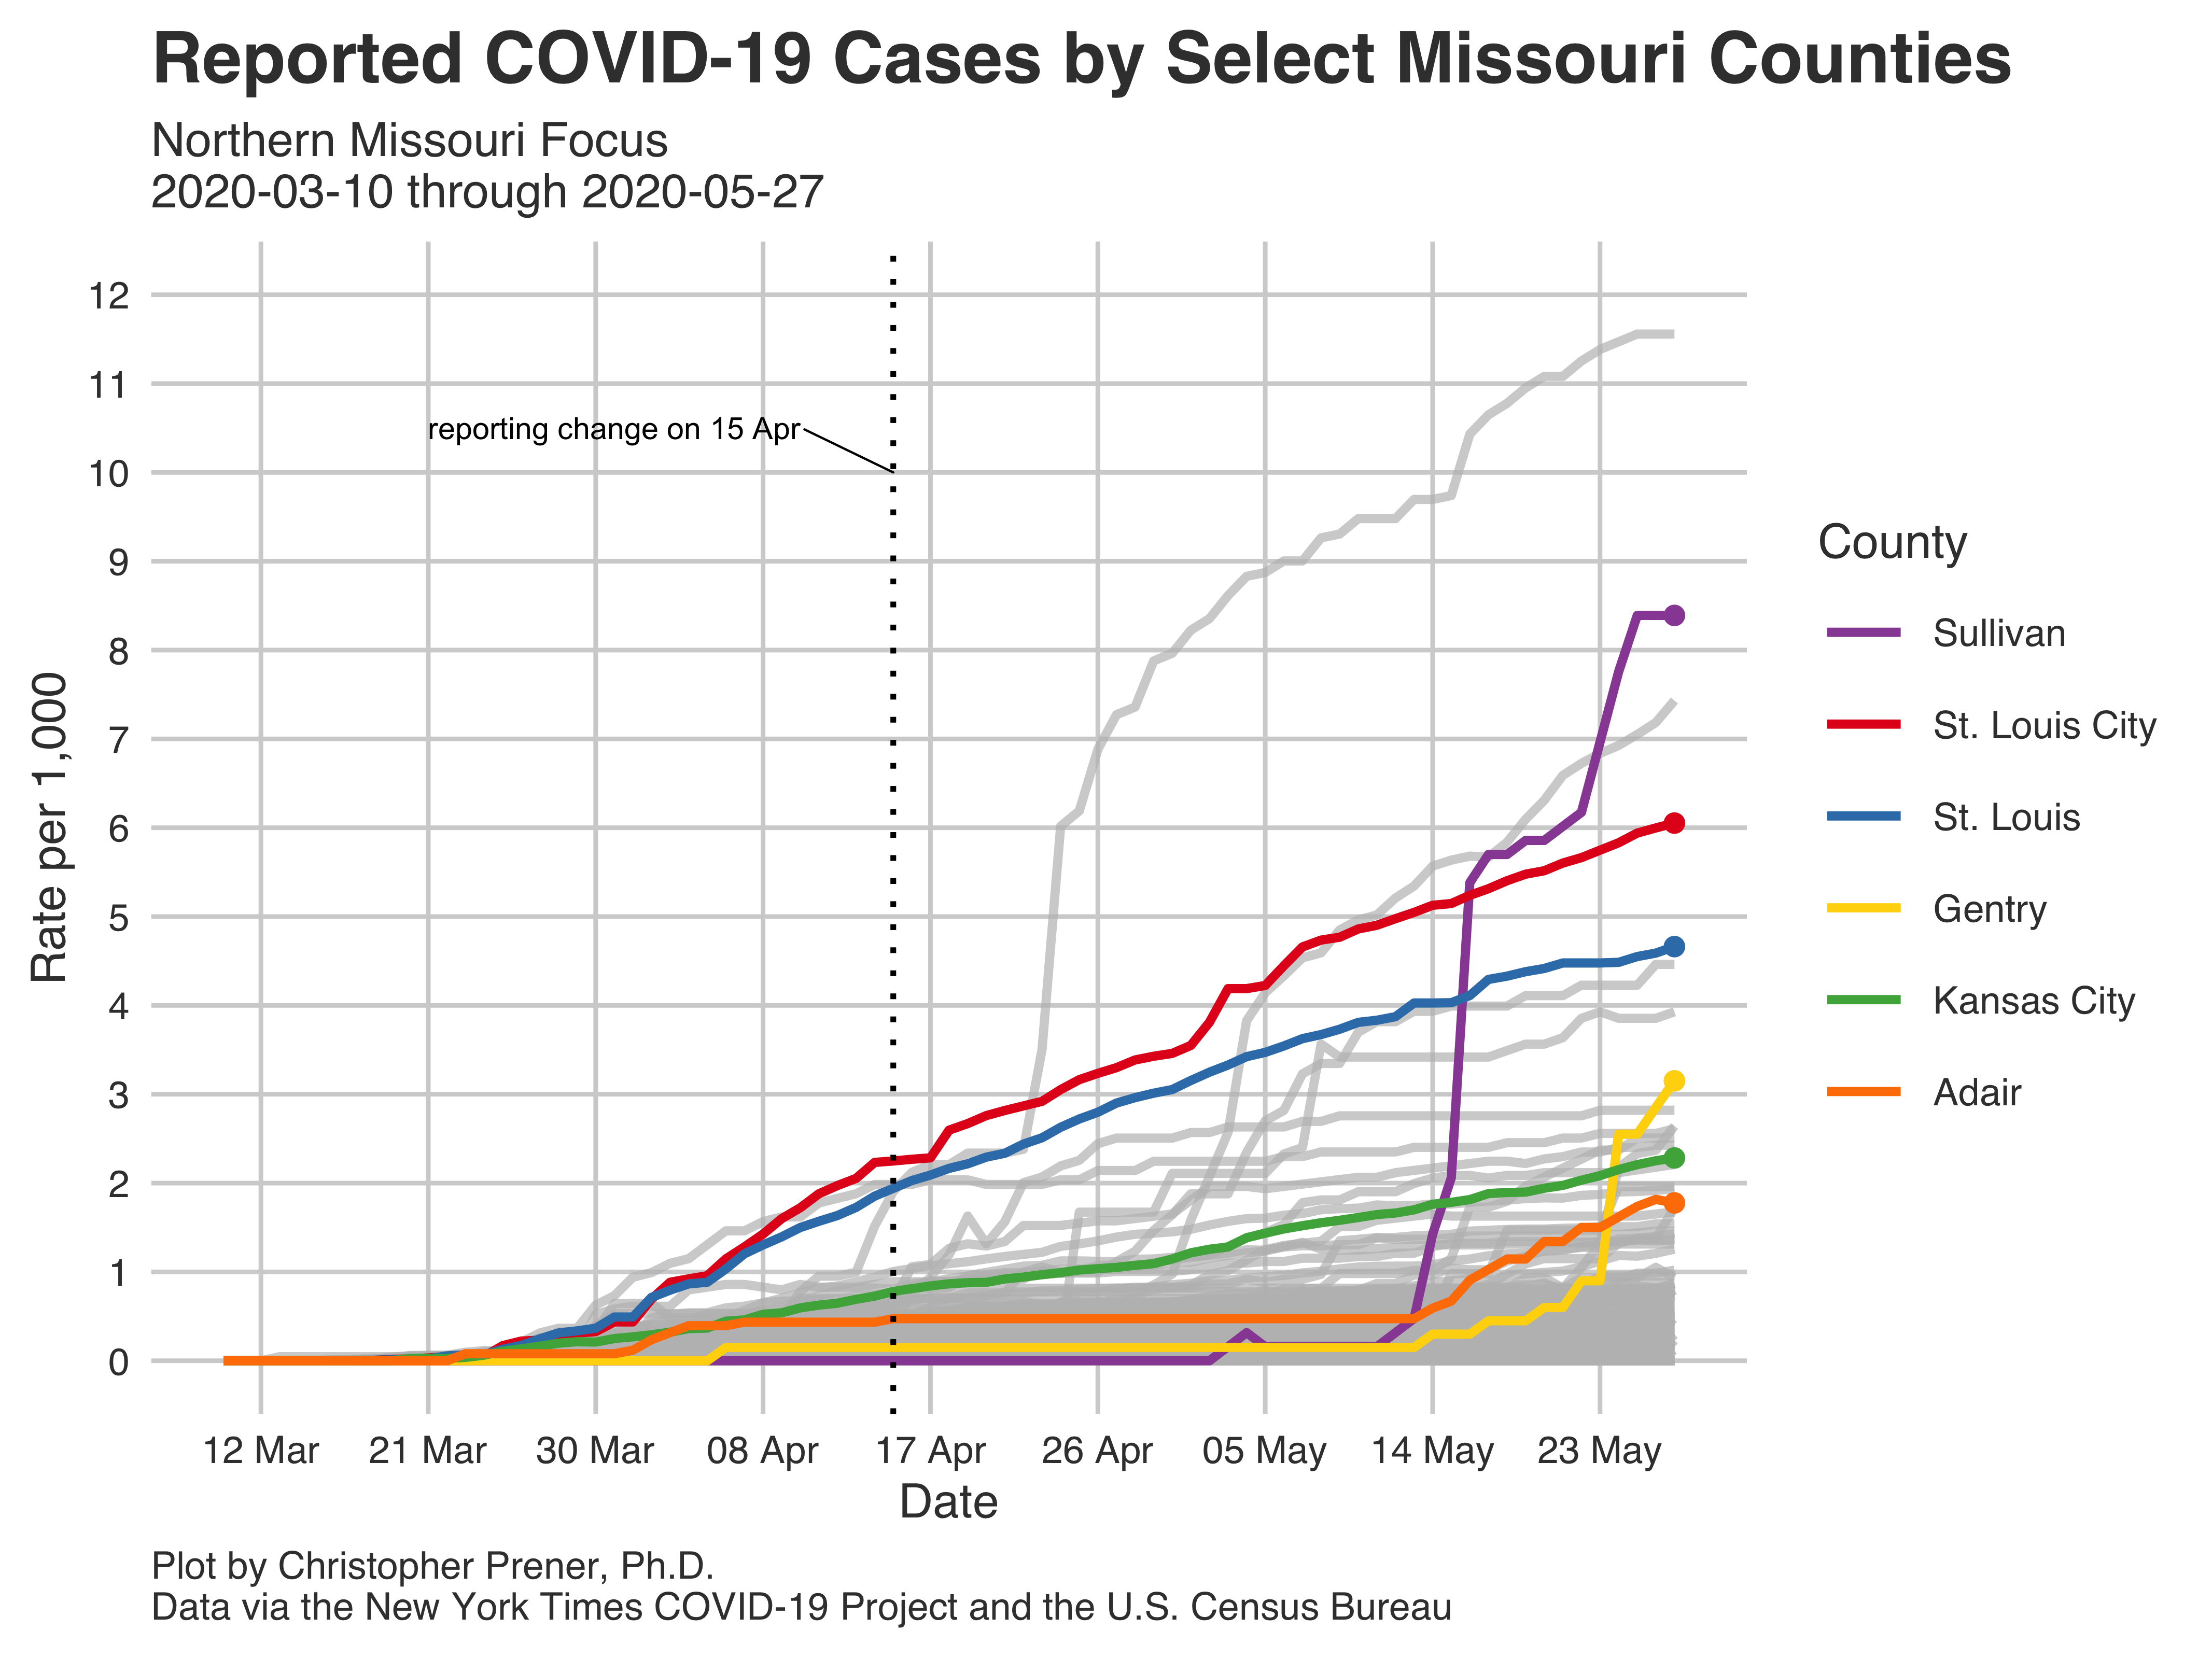 Reported COVID-19 Cases by Select Missouri Counties
Northern Missouri Focus
2020-03-10 through 2020-05-27
12
11
10
9
8
7
6
5
4
3
2
1
0
Rate per 1,000
reporting change on 15 Apr
12 Mar
21 Mar
30 Mar
08 Apr
17 Apr
26 Apr
05 May
14 May
23 May
Date
County
Sullivan
St. Louis City
St. Louis
Gentry
Kansas City
Adair
Plot by Christopher Prener, Ph.D.
Data via the New York Times COVID-19 Project and the U.S. Census Bureau